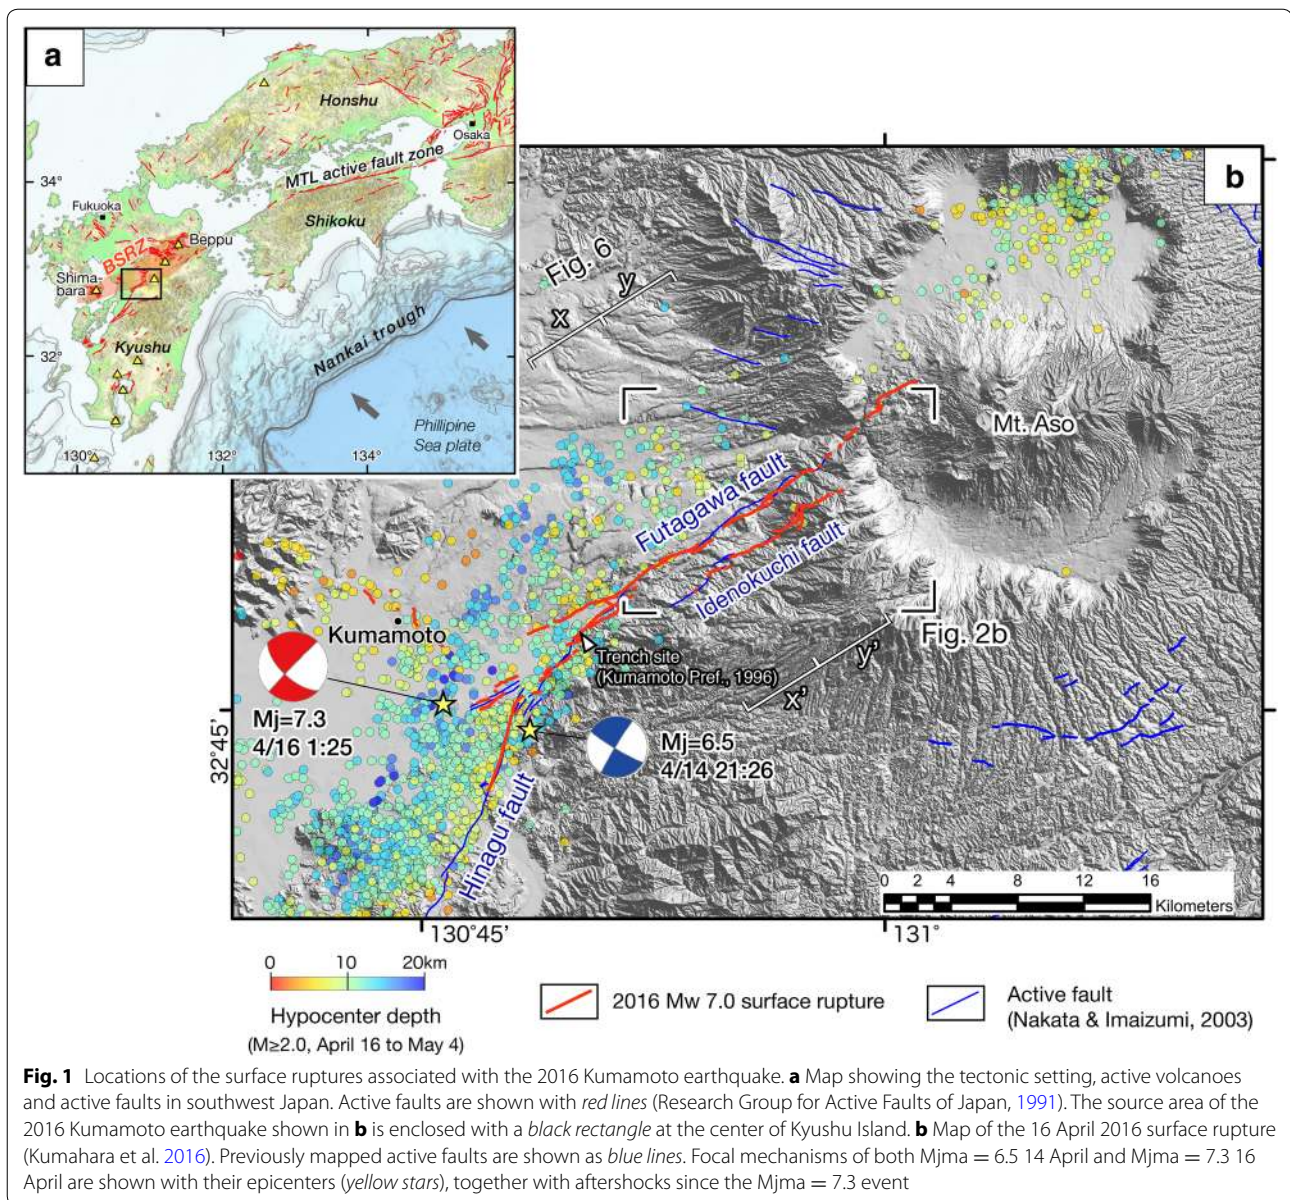 a
Honshu
Osaka
MTL active fault zone
34°
Fukuoka
Shikoku
Beppu
BSRZ
Shima-
bara
Kyushu
32°
Nankai trough
Phillipine
Sea plate
130°
132°
134°
b
Fig. 6
y
x
Mt. Aso
Futagawa fault
Idenokuchi fault
Fig. 2b
Kumamoto
Trench site
(Kumamoto Pref., 1996)
y'
x'
Mj=7.3
4/16 1:25
Mj=6.5
4/14 21:26
32°45'
Hinagu fault
0 2 4 8 12 16
Kilometers
130°45'
131°
0 10 20km
Hypocenter depth
(M≥2.0, April 16 to May 4)
2016 Mw 7.0 surface rupture
Active fault
(Nakata & Imaizumi, 2003)
Fig. 1 Locations of the surface ruptures associated with the 2016 Kumamoto earthquake. a Map showing the tectonic setting, active volcanoes
and active faults in southwest Japan. Active faults are shown with red lines (Research Group for Active Faults of Japan, 1991). The source area of the
2016 Kumamoto earthquake shown in b is enclosed with a black rectangle at the center of Kyushu Island. b Map of the 16 April 2016 surface rupture
(Kumahara et al. 2016). Previously mapped active faults are shown as blue lines. Focal mechanisms of both Mjma = 6.5 14 April and Mjma = 7.3 16
April are shown with their epicenters (yellow stars), together with aftershocks since the Mjma = 7.3 event